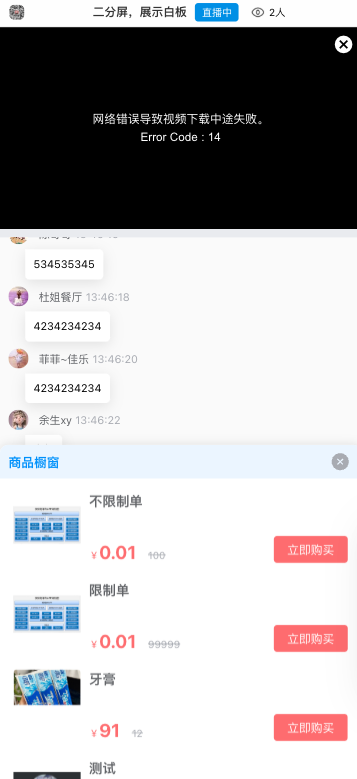 二分屏，展示白板 直播中 2人
网络错误导致视频下载中途失败。
Error Code : 14
534535345
杜姐餐厅 13:46:18
4234234234
菲菲~佳乐 13:46:20
4234234234
余生xy 13:46:22
商品橱窗
不限制单
￥0.01 100
立即购买
限制单
￥0.01 99999
立即购买
牙膏
￥91 12
立即购买
测试